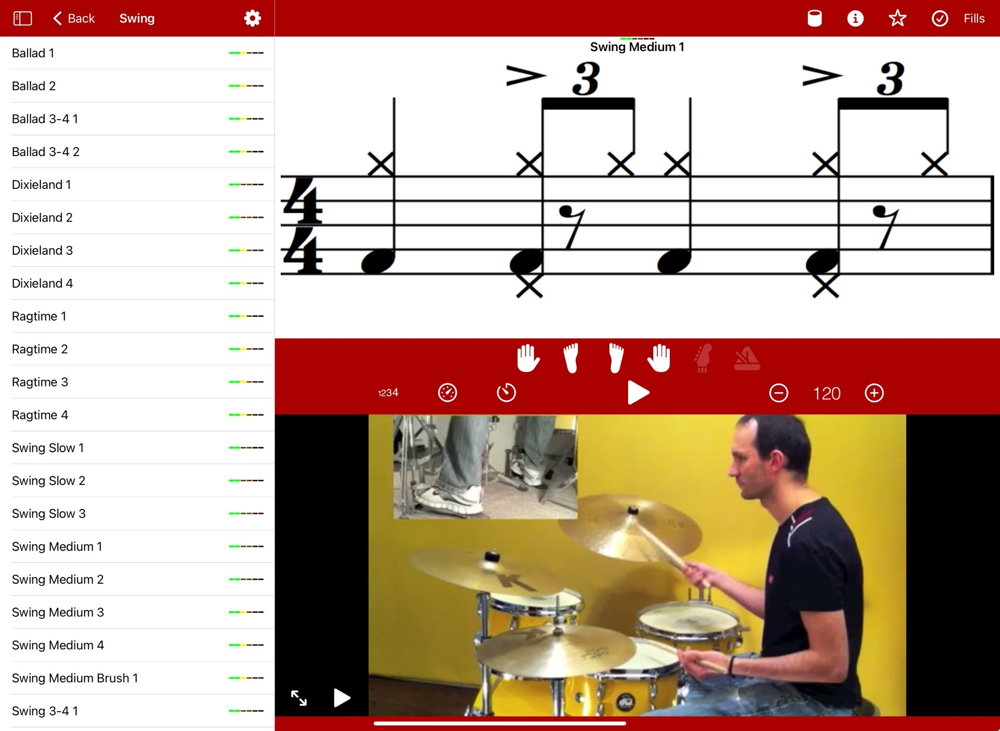 Back
Swing
Fills
Ballad 1
Ballad 2
Ballad 3-4 1
Ballad 3-4 2
Dixieland 1
Dixieland 2
Dixieland 3
Dixieland 4
Ragtime 1
Ragtime 2
Ragtime 3
Ragtime 4
Swing Slow 1
Swing Slow 2
Swing Slow 3
Swing Medium 1
Swing Medium 2
Swing Medium 3
Swing Medium 4
Swing Medium Brush 1
Swing 3-4 1
Swing Medium 1
3
3
4
4
1234
120
K
dw